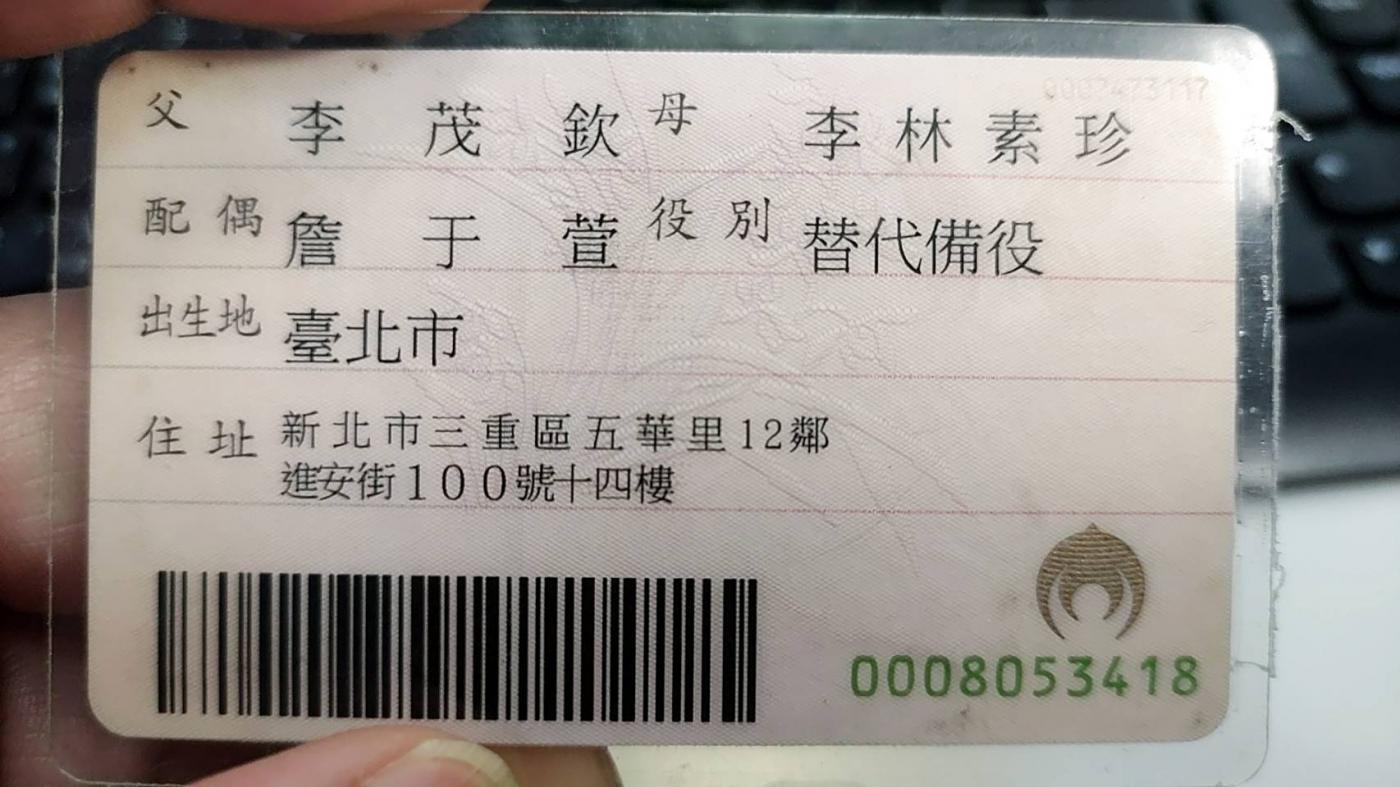 0007473117
父 李茂欽 母 李林素珍
配偶 詹于萱 役別 替代備役
出生地 臺北市
住址 新北市三重區五華里12鄰
進安街100號十四樓
0008053418